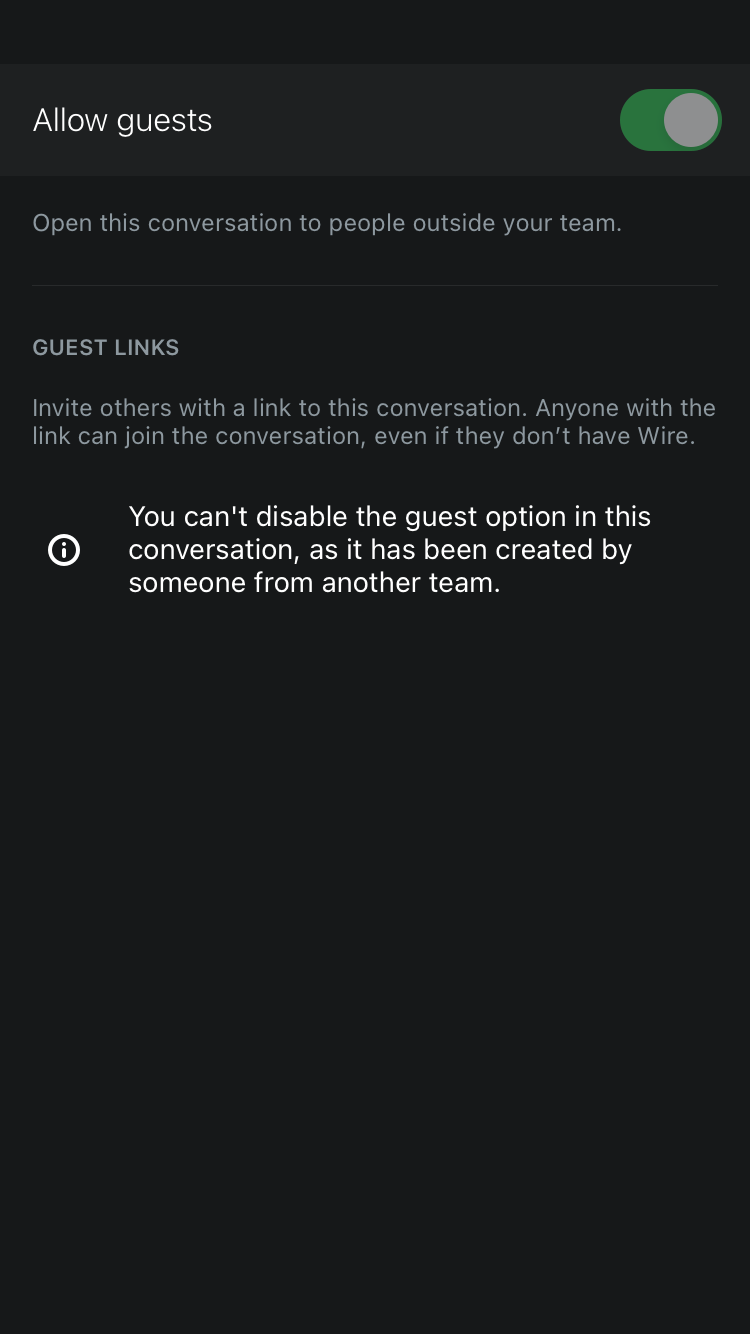 Allow guests
Open this conversation to people outside your team.
GUEST LINKS
Invite others with a link to this conversation. Anyone with the
link can join the conversation, even if they don’t have Wire.
You can't disable the guest option in this
conversation, as it has been created by
someone from another team.